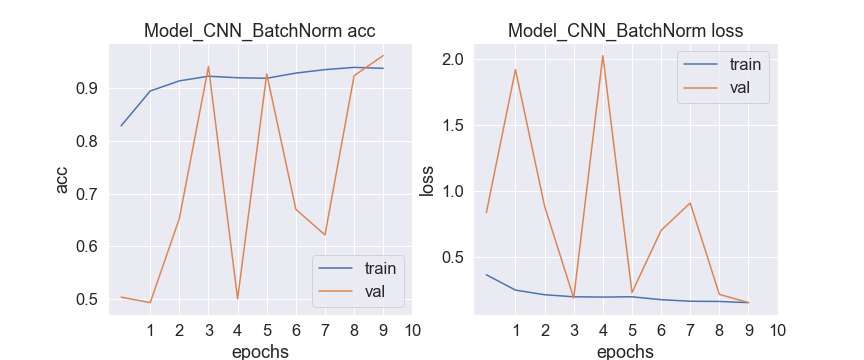 Model_CNN_BatchNorm acc
acc
0.9
0.8
0.7
0.6
0.5
train
val
1 2 3 4 5 6 7 8 9 10
epochs
Model_CNN_BatchNorm loss
loss
2.0
1.5
1.0
0.5
train
val
1 2 3 4 5 6 7 8 9 10
epochs